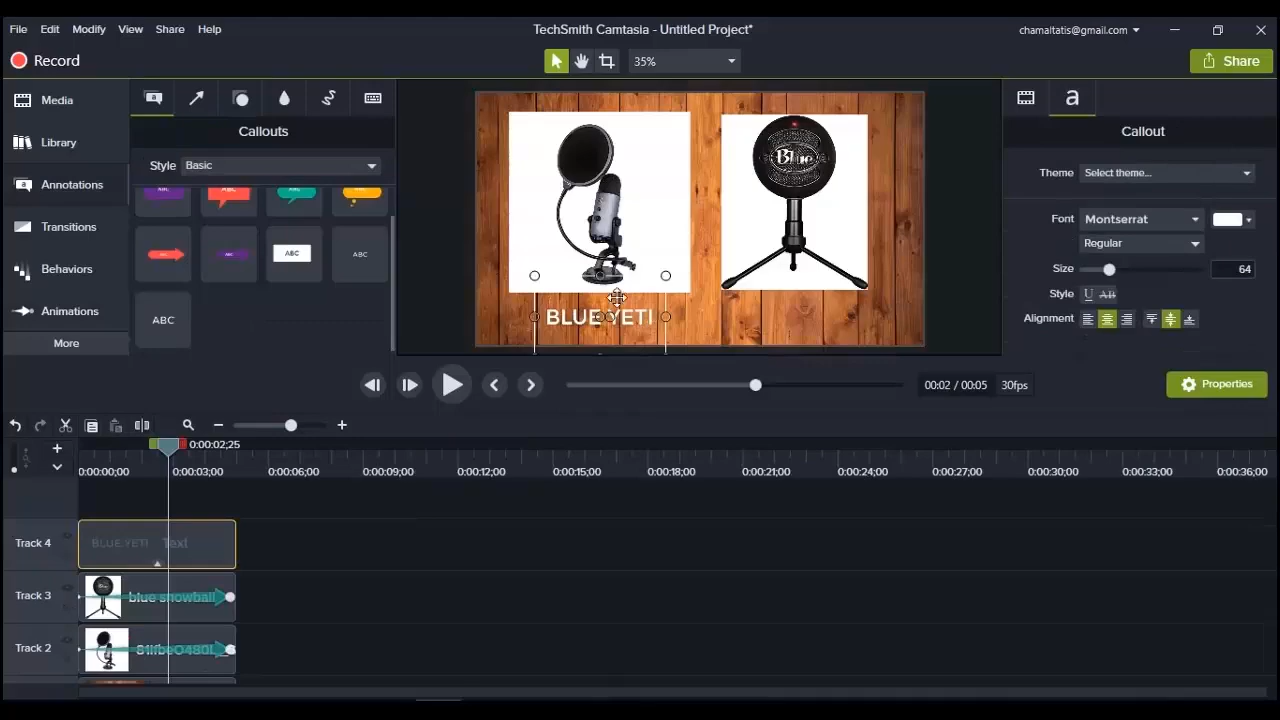 File Edit Modify View Share Help
TechSmith Camtasia - Untitled Project*
chamaltatis@gmail.com
Record
35%
Share
Media
Library
Annotations
Transitions
Behaviors
Animations
More
Callouts
Style Basic
ABC ABC
ABC
Blue
BLUE YETI
a
Callout
Theme Select theme...
Font Montserrat
Regular
Size 64
Style U AB
Alignment
00:02 / 00:05 30fps
Properties
0:00:02;25
0:00:00;00 0:00:03;00 0:00:06;00 0:00:09;00 0:00:12;00 0:00:15;00 0:00:18;00 0:00:21;00 0:00:24;00 0:00:27;00 0:00:30;00 0:00:33;00 0:00:36;00
Track 4 BLUE YETI Text
Track 3 blue snowball
Track 2